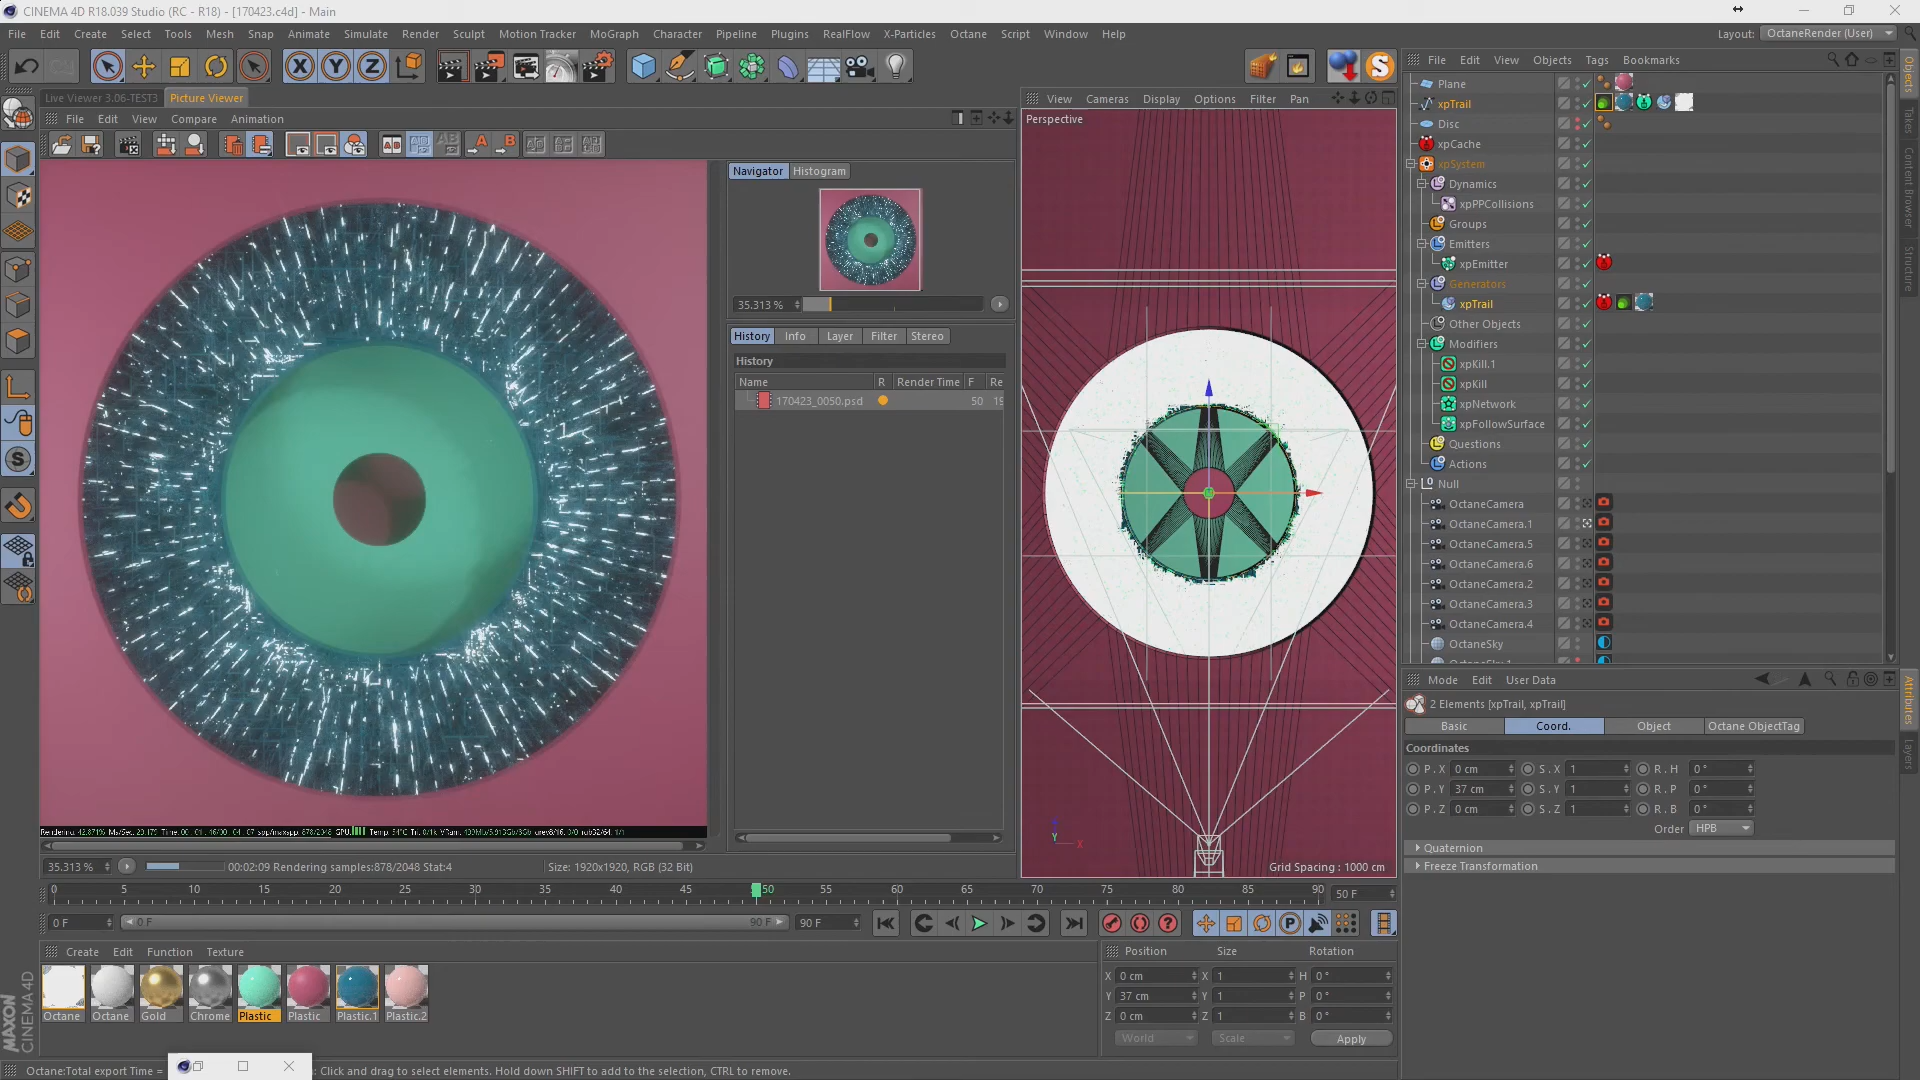 CINEMA 4D R18.039 Studio (RC - R18) - [170423.c4d] - Main
File Edit Create Select Tools Mesh Snap Animate Simulate Render Sculpt Motion Tracker MoGraph Character Pipeline Plugins RealFlow X-Particles Octane Script Window Help
Layout: OctaneRender (User)
Live Viewer 3.06-TEST3 Picture Viewer
File Edit View Compare Animation
Navigator Histogram
35.313 %
History Info Layer Filter Stereo
History
Name R Render Time F Re
170423_0050.psd 50 19
View Cameras Display Options Filter Pan
Perspective
Grid Spacing : 1000 cm
35.313 % 00:02:09 Rendering samples:878/2048 Stat:4 Size: 1920x1920, RGB (32 Bit)
0 5 10 15 20 25 30 35 40 45 50 55 60 65 70 75 80 85 90 50 F
0 F 0 F 90 F 90 F
Create Edit Function Texture
Octane Octane Gold Chrome Plastic Plastic Plastic.1 Plastic.2
Position Size Rotation
X 0 cm X 1 H 0 °
Y 37 cm Y 1 P 0 °
Z 0 cm Z 1 B 0 °
World Scale Apply
MAXON
CINEMA 4D
Octane:Total export Time =
Click and drag to select elements. Hold down SHIFT to add to the selection, CTRL to remove.
File Edit View Objects Tags Bookmarks
Plane
xpTrail
Disc
xpCache
xpSystem
Dynamics
xpPPCollisions
Groups
Emitters
xpEmitter
Generators
xpTrail
Other Objects
Modifiers
xpKill.1
xpKill
xpNetwork
xpFollowSurface
Questions
Actions
Null
OctaneCamera
OctaneCamera.1
OctaneCamera.5
OctaneCamera.6
OctaneCamera.2
OctaneCamera.3
OctaneCamera.4
OctaneSky
Objects
Takes
Content Browser
Structure
Mode Edit User Data
2 Elements [xpTrail, xpTrail]
Basic Coord. Object Octane ObjectTag
Coordinates
P . X 0 cm S . X 1 R . H 0 °
P . Y 37 cm S . Y 1 R . P 0 °
P . Z 0 cm S . Z 1 R . B 0 °
Order HPB
Quaternion
Freeze Transformation
Attributes
Layers